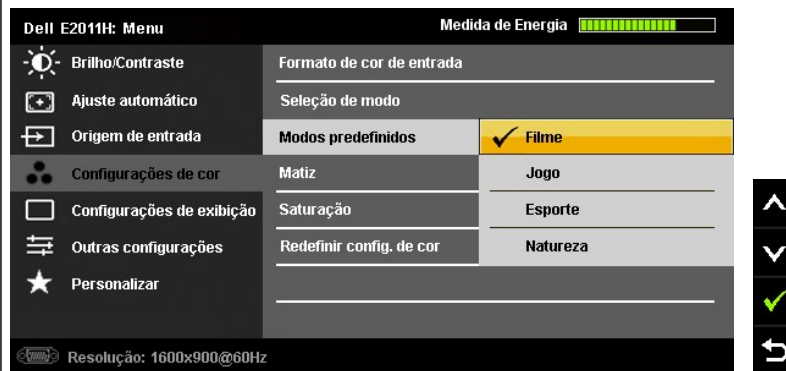 Dell E2011H: Menu Medida de Energia
Brilho/Contraste Formato de cor de entrada
Ajuste automático Seleção de modo
Origem de entrada Modos predefinidos Filme
Configurações de cor Matiz Jogo
Configurações de exibição Saturação Esporte
Outras configurações Redefinir config. de cor Natureza
Personalizar
Resolução: 1600x900@60Hz